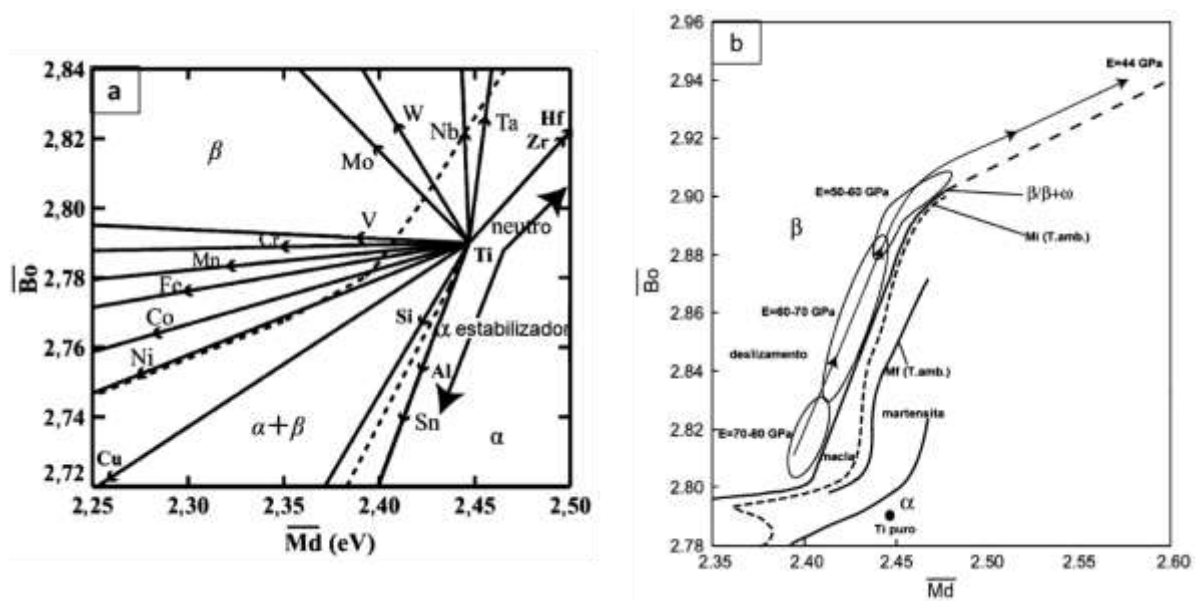 a
2,84
2,82
2,80
2,78
2,76
2,74
2,72
Bo
2,25
2,30
2,35
2,40
2,45
2,50
Md (eV)
W
Nb
Ta
Hf
Zr
Mo
β
V
neutro
Cr
Ti
Mn
Fe
Co
Si
α estabilizador
Ni
Al
α+β
Sn
α
Cu
b
2.96
2.94
2.92
2.90
2.88
2.86
2.84
2.82
2.80
2.78
Bo
2.35
2.40
2.45
2.50
2.55
2.60
Md
E=44 GPa
E=50-60 GPa
β/β+ω
β
Mi (T.amb.)
E=60-70 GPa
deslizamento
Mf (T.amb.)
martensita
E=70-80 GPa
macla
α
Ti puro